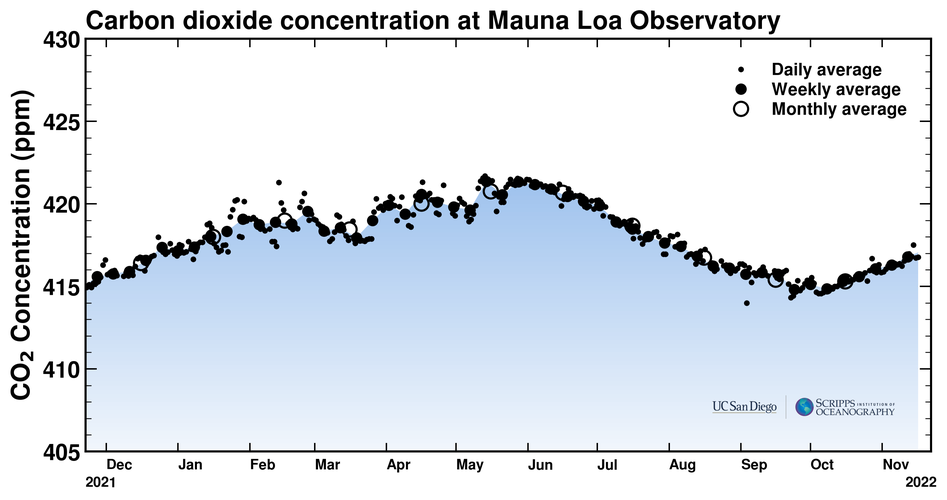 Carbon dioxide concentration at Mauna Loa Observatory
CO2 Concentration (ppm)
430
425
420
415
410
405
Daily average
Weekly average
Monthly average
UC San Diego
SCRIPPS INSTITUTION OF
OCEANOGRAPHY
Dec Jan Feb Mar Apr May Jun Jul Aug Sep Oct Nov
2021 2022